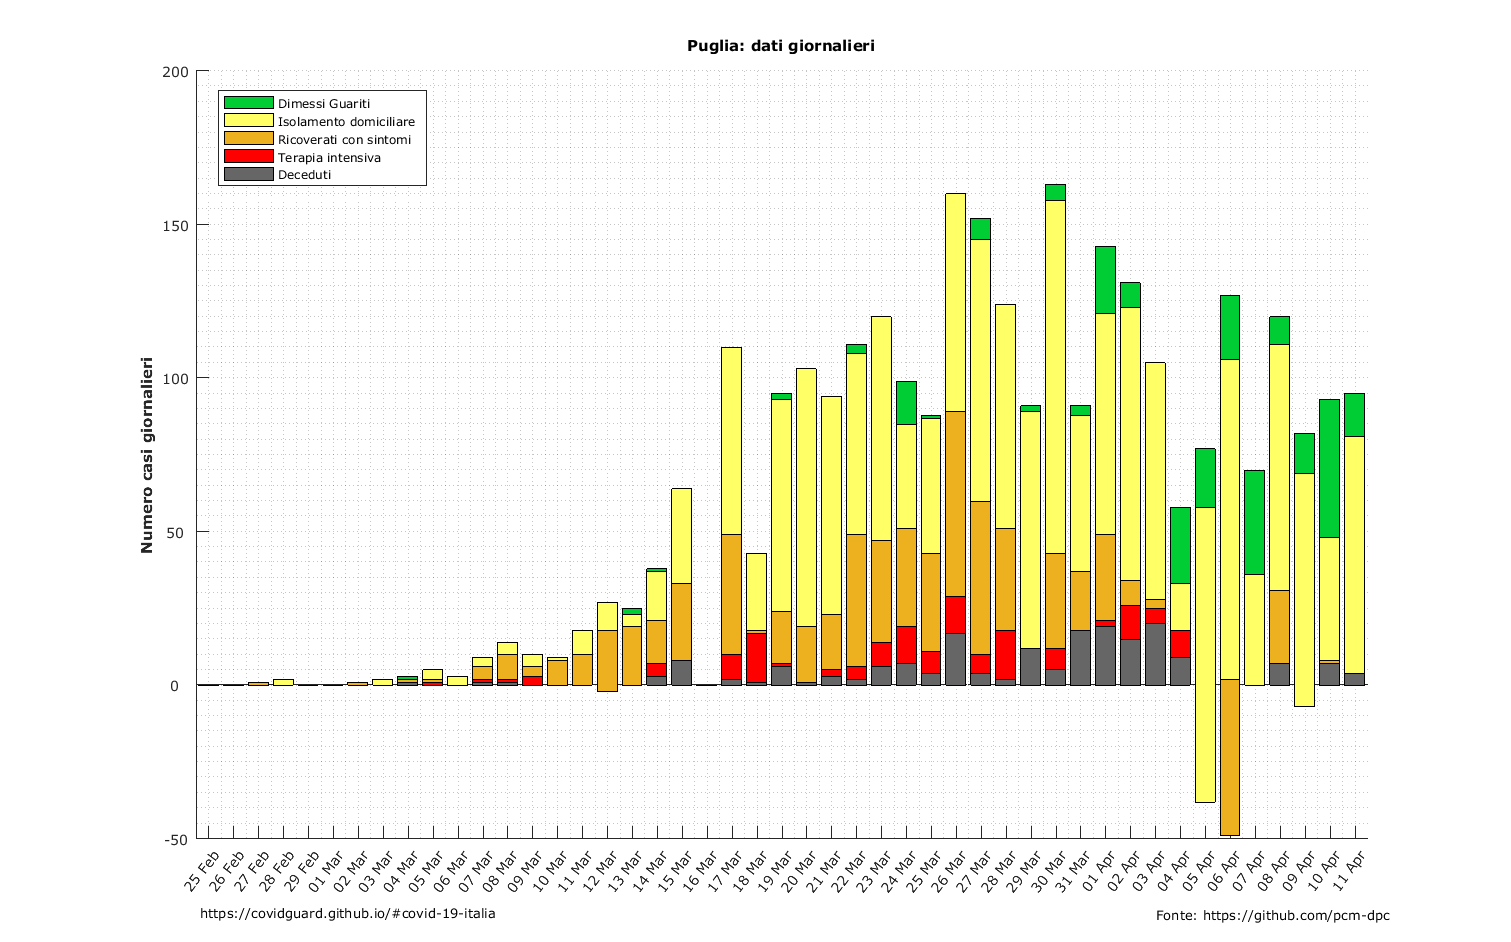 Puglia: dati giornalieri
200
150
100
50
0
-50
Numero casi giornalieri
Dimessi Guariti
Isolamento domiciliare
Ricoverati con sintomi
Terapia intensiva
Deceduti
25 Feb
26 Feb
27 Feb
28 Feb
29 Feb
01 Mar
02 Mar
03 Mar
04 Mar
05 Mar
06 Mar
07 Mar
08 Mar
09 Mar
10 Mar
11 Mar
12 Mar
13 Mar
14 Mar
15 Mar
16 Mar
17 Mar
18 Mar
19 Mar
20 Mar
21 Mar
22 Mar
23 Mar
24 Mar
25 Mar
26 Mar
27 Mar
28 Mar
29 Mar
30 Mar
31 Mar
01 Apr
02 Apr
03 Apr
04 Apr
05 Apr
06 Apr
07 Apr
08 Apr
09 Apr
10 Apr
11 Apr
https://covidguard.github.io/#covid-19-italia
Fonte: https://github.com/pcm-dpc